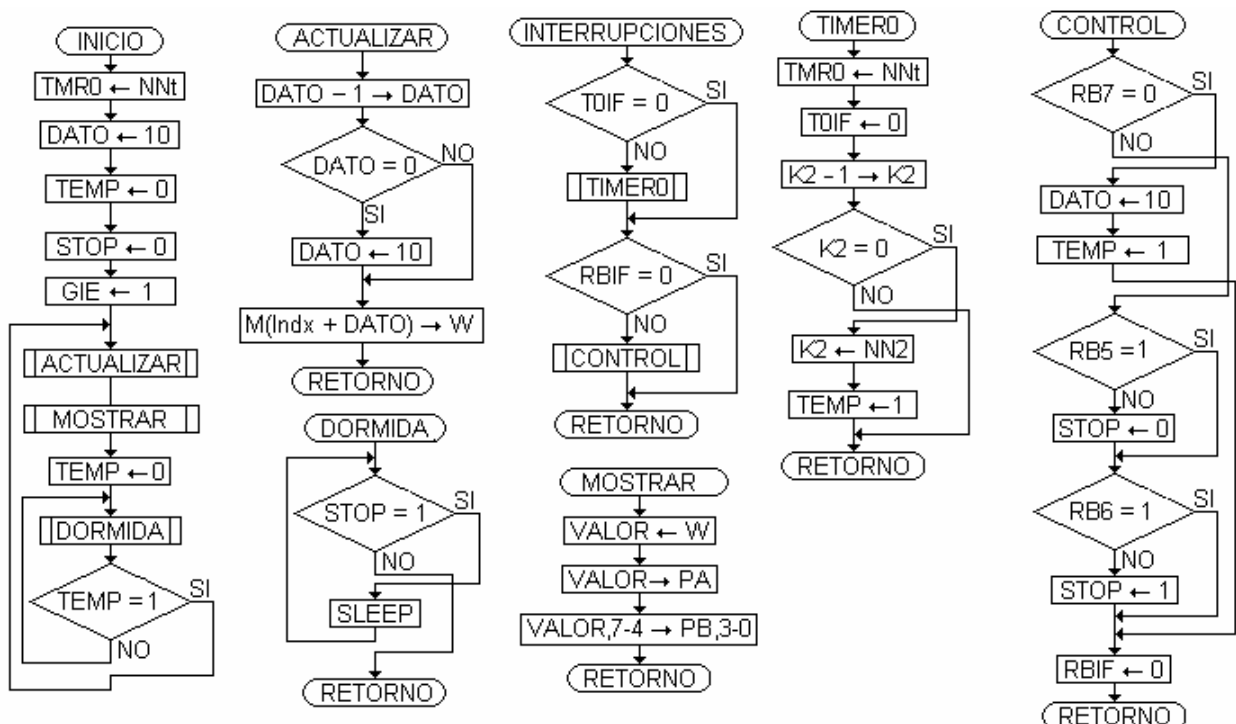 INICIO
TMR0 ← NNt
DATO ← 10
TEMP ← 0
STOP ← 0
GIE ← 1
ACTUALIZAR
MOSTRAR
TEMP ← 0
DORMIDA
TEMP = 1
SI
NO
ACTUALIZAR
DATO – 1 → DATO
DATO = 0
NO
SI
DATO ← 10
M(Indx + DATO) → W
RETORNO
DORMIDA
STOP = 1
SI
NO
SLEEP
RETORNO
INTERRUPCIONES
T0IF = 0
SI
NO
TIMER0
RBIF = 0
SI
NO
CONTROL
RETORNO
MOSTRAR
VALOR ← W
VALOR → PA
VALOR,7-4 → PB,3-0
RETORNO
TIMER0
TMR0 ← NNt
T0IF ← 0
K2 – 1 → K2
K2 = 0
SI
NO
K2 ← NN2
TEMP ← 1
RETORNO
CONTROL
RB7 = 0
SI
NO
DATO ← 10
TEMP ← 1
RB5 = 1
SI
NO
STOP ← 0
RB6 = 1
SI
NO
STOP ← 1
RBIF ← 0
RETORNO